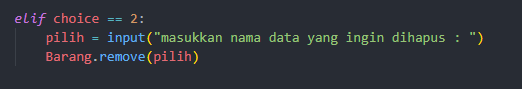 elif choice == 2:
    pilih = input("masukkan nama data yang ingin dihapus : ")
    Barang.remove(pilih)